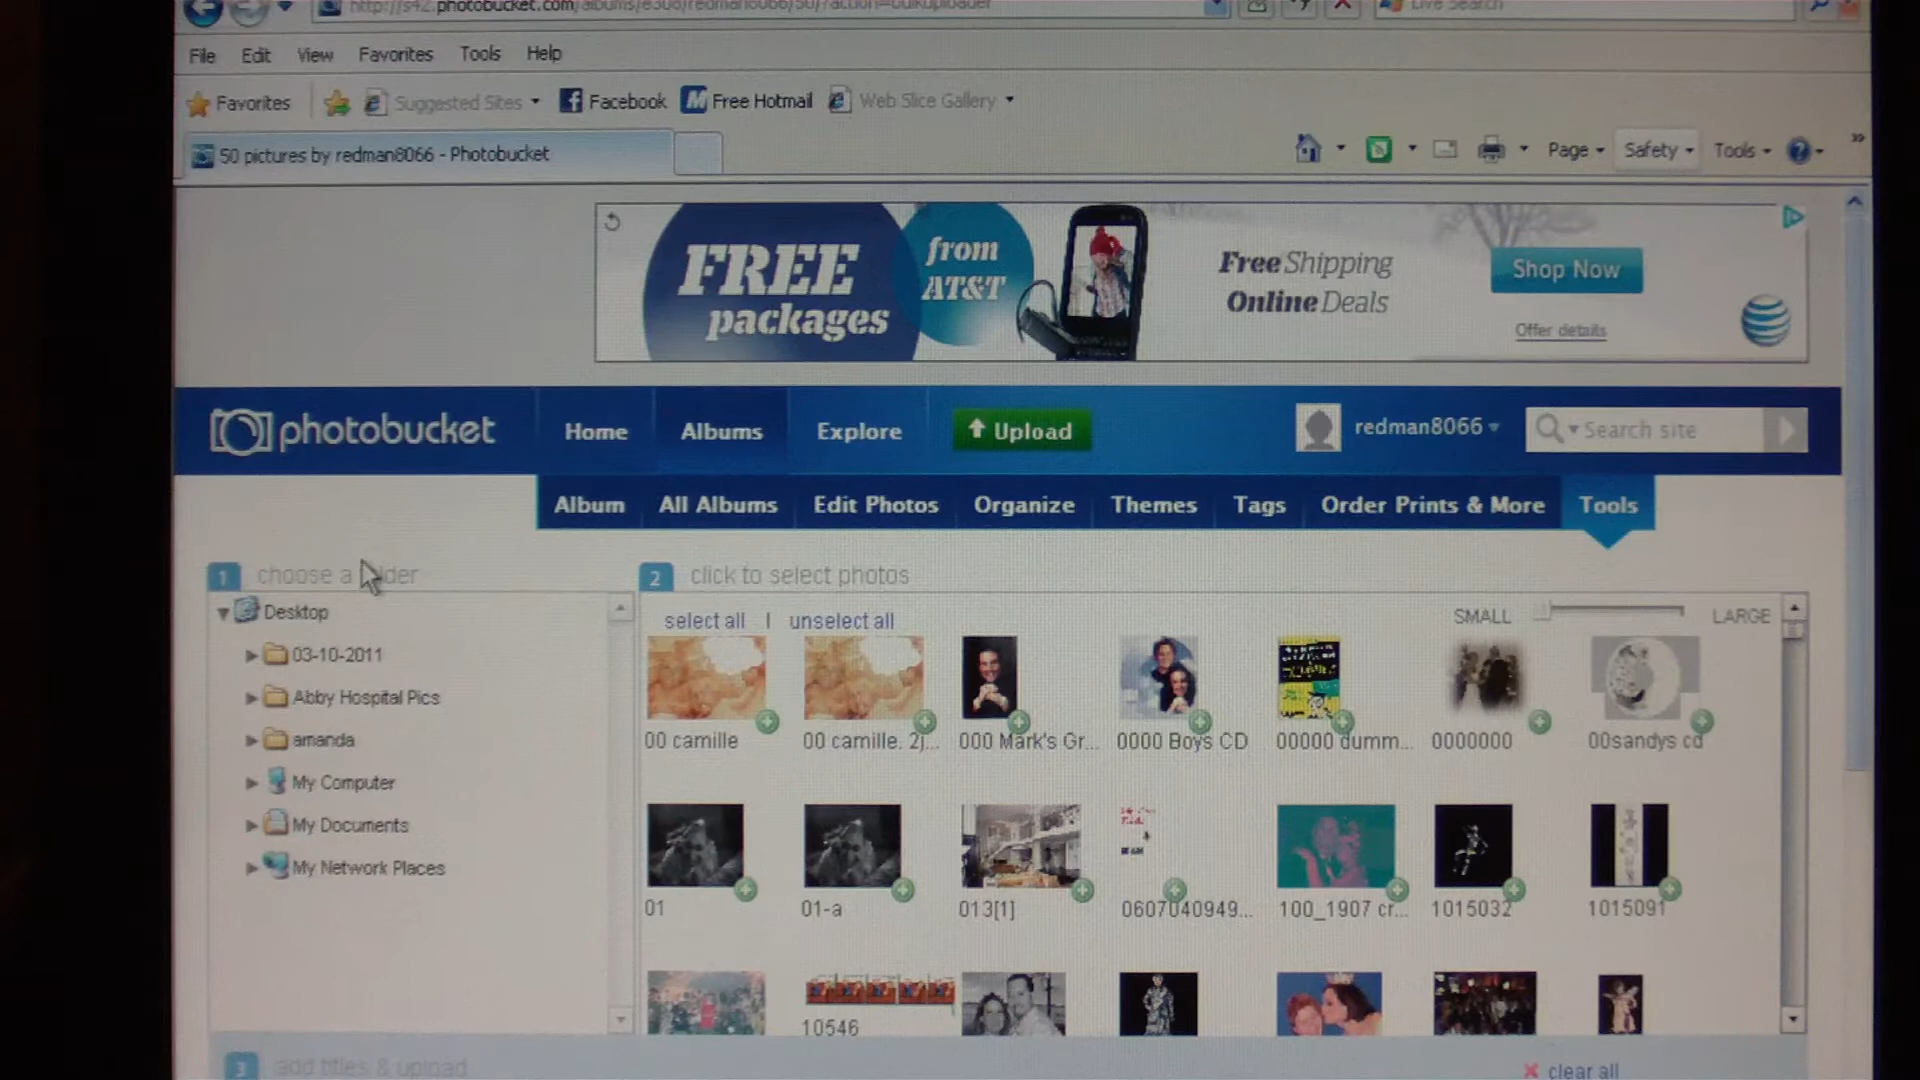 File Edit View Favorites Tools Help
Favorites Suggested Sites Facebook Free Hotmail Web Slice Gallery
50 pictures by redman8066 - Photobucket
Page Safety Tools
FREE packages
from AT&T
Free Shipping
Online Deals
Shop Now
Offer details
photobucket Home Albums Explore Upload redman8066 Search site
Album All Albums Edit Photos Organize Themes Tags Order Prints & More Tools
1 choose a folder
2 click to select photos
Desktop
03-10-2011
Abby Hospital Pics
amanda
My Computer
My Documents
My Network Places
select all | unselect all SMALL LARGE
00 camille 00 camille. 2j... 000 Mark's Gr... 0000 Boys CD 00000 dumm... 0000000 00sandys cd
01 01-a 013[1] 0607040949... 100_1907 cr... 1015032 1015091
10546
3 add titles & upload
clear all